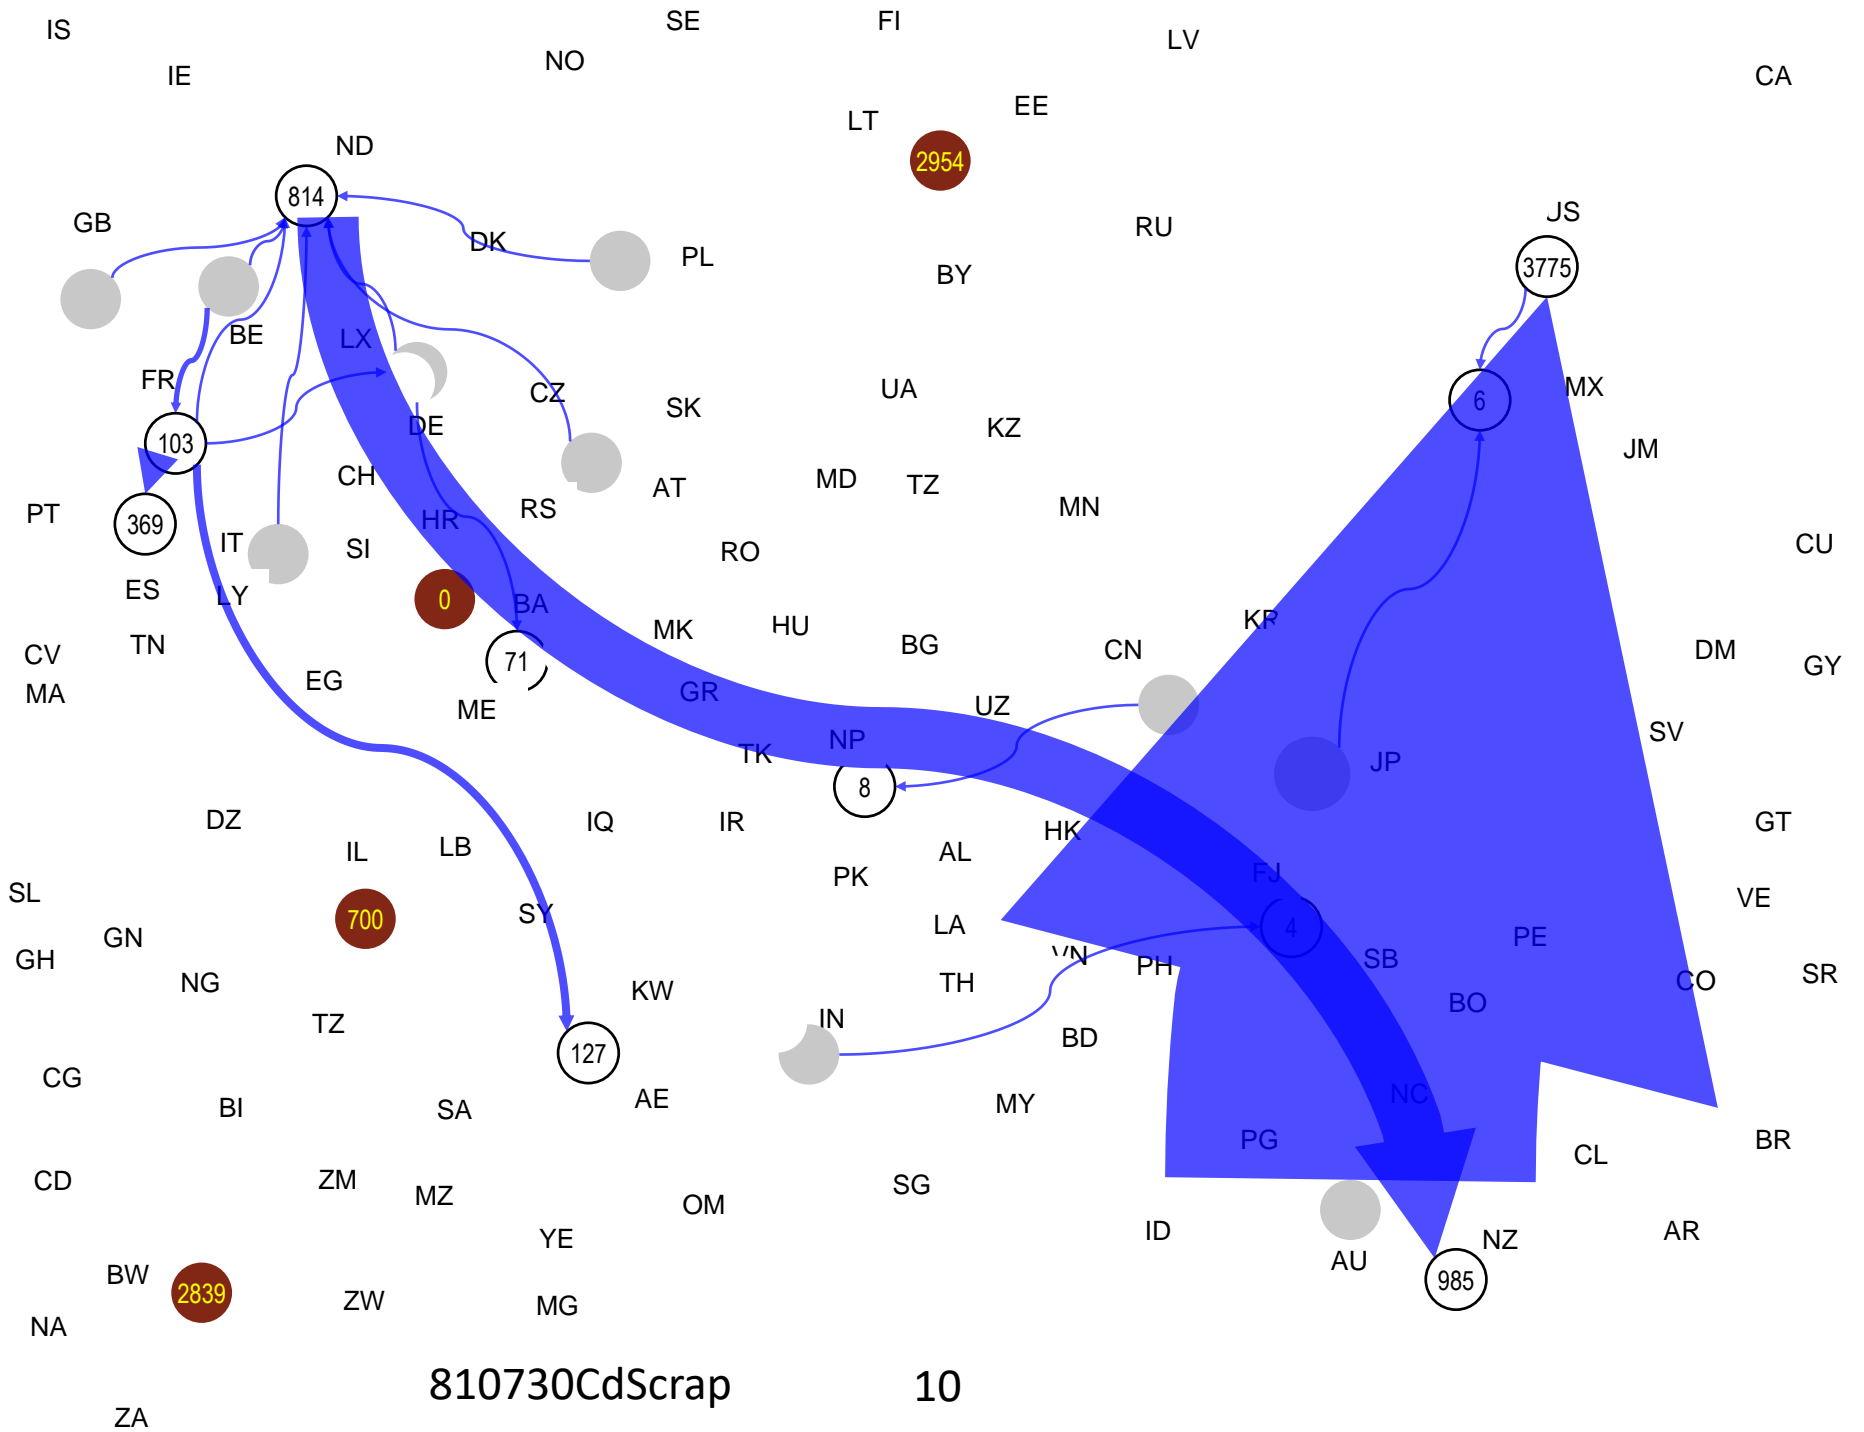 IS
SE
FI
LV
NO
IE
CA
LT
EE
ND
2954
814
JS
GB
RU
DK
PL
BY
3775
BE
LX
FR
CZ
UA
MX
6
SK
DE
KZ
103
JM
CH
MD
TZ
AT
MN
RS
PT
369
HR
IT
SI
RO
CU
ES
LY
0
BA
KR
MK
HU
TN
BG
CN
DM
CV
71
GY
MA
EG
GR
ME
UZ
SV
NP
TK
JP
8
DZ
IQ
IR
HK
GT
IL
LB
AL
PK
FJ
SL
VE
700
SY
LA
4
GN
PE
VN
GH
SB
PH
NG
TH
CO
SR
KW
BO
TZ
IN
BD
127
CG
NC
AE
MY
BI
SA
PG
BR
CL
CD
ZM
SG
MZ
OM
ID
AR
YE
NZ
AU
BW
985
2839
ZW
MG
NA
810730CdScrap 10
ZA